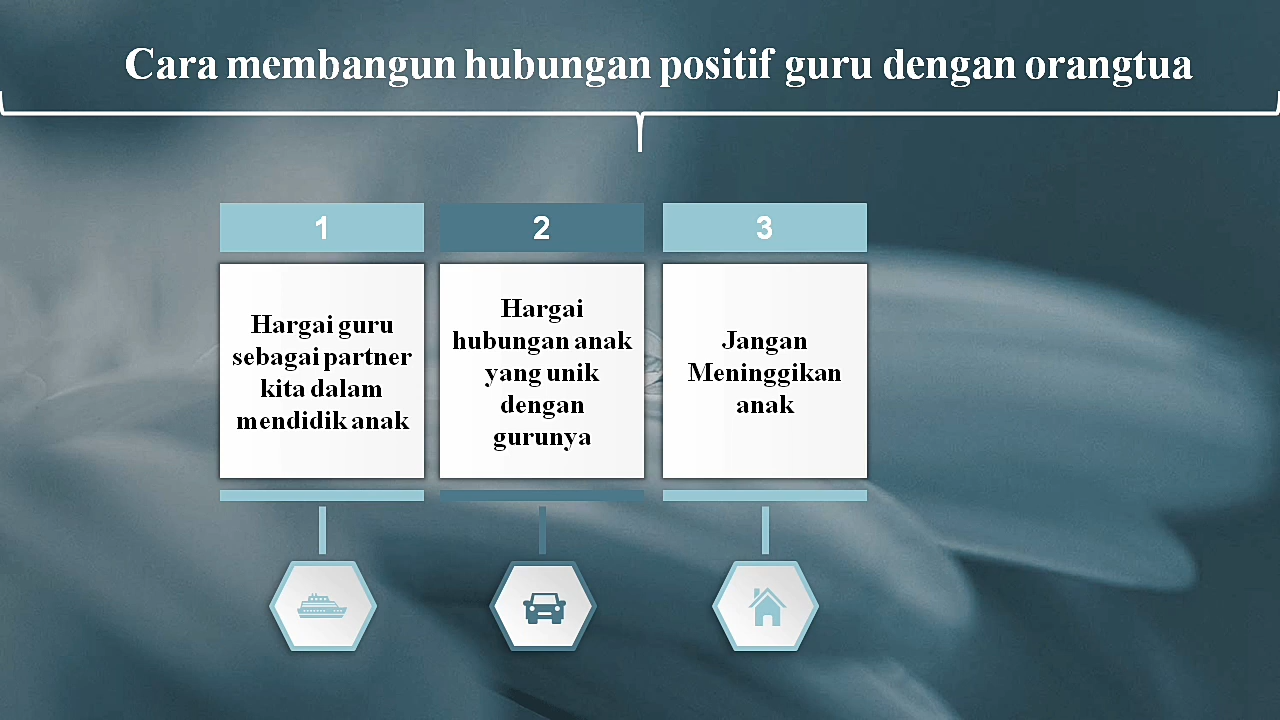 Cara membangun hubungan positif guru dengan orangtua
1
Hargai guru
sebagai partner
kita dalam
mendidik anak
2
Hargai
hubungan anak
yang unik
dengan
gurunya
3
Jangan
Meninggikan
anak